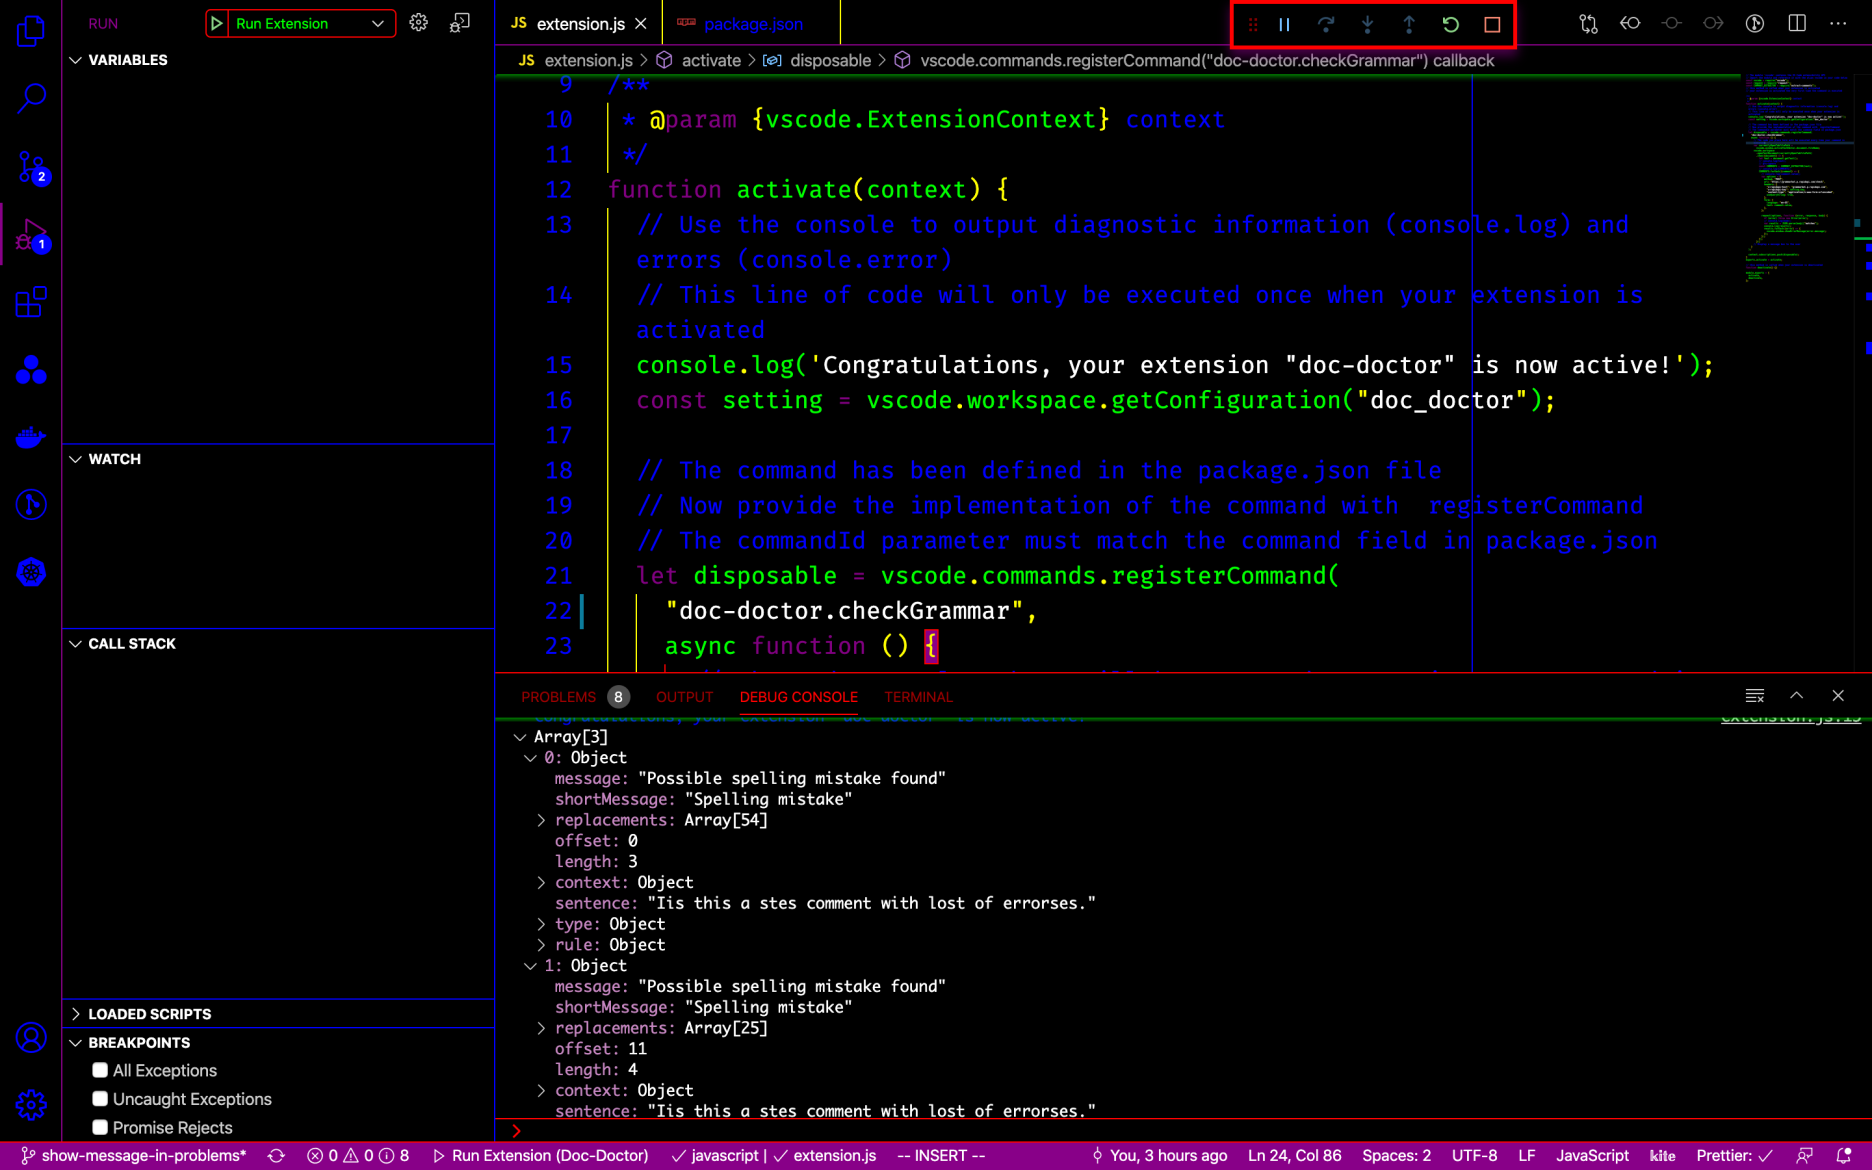 RUN
Run Extension
VARIABLES
WATCH
CALL STACK
LOADED SCRIPTS
BREAKPOINTS
All Exceptions
Uncaught Exceptions
Promise Rejects
2
1
JS extension.js
package.json
JS extension.js > activate > disposable > vscode.commands.registerCommand("doc-doctor.checkGrammar") callback
9 /**
10 * @param {vscode.ExtensionContext} context
11 */
12 function activate(context) {
13 // Use the console to output diagnostic information (console.log) and
errors (console.error)
14 // This line of code will only be executed once when your extension is
activated
15 console.log('Congratulations, your extension "doc-doctor" is now active!');
16 const setting = vscode.workspace.getConfiguration("doc_doctor");
17
18 // The command has been defined in the package.json file
19 // Now provide the implementation of the command with  registerCommand
20 // The commandId parameter must match the command field in package.json
21 let disposable = vscode.commands.registerCommand(
22 "doc-doctor.checkGrammar",
23 async function () {
PROBLEMS 8 OUTPUT DEBUG CONSOLE TERMINAL
Congratulations, your extension "doc-doctor" is now active! extension.js:15
Array[3]
0: Object
message: "Possible spelling mistake found"
shortMessage: "Spelling mistake"
replacements: Array[54]
offset: 0
length: 3
context: Object
sentence: "Iis this a stes comment with lost of errorses."
type: Object
rule: Object
1: Object
message: "Possible spelling mistake found"
shortMessage: "Spelling mistake"
replacements: Array[25]
offset: 11
length: 4
context: Object
sentence: "Iis this a stes comment with lost of errorses."
>
show-message-in-problems* 0 0 8 Run Extension (Doc-Doctor) ✓ javascript | ✓ extension.js -- INSERT -- You, 3 hours ago Ln 24, Col 86 Spaces: 2 UTF-8 LF JavaScript kite Prettier: ✓